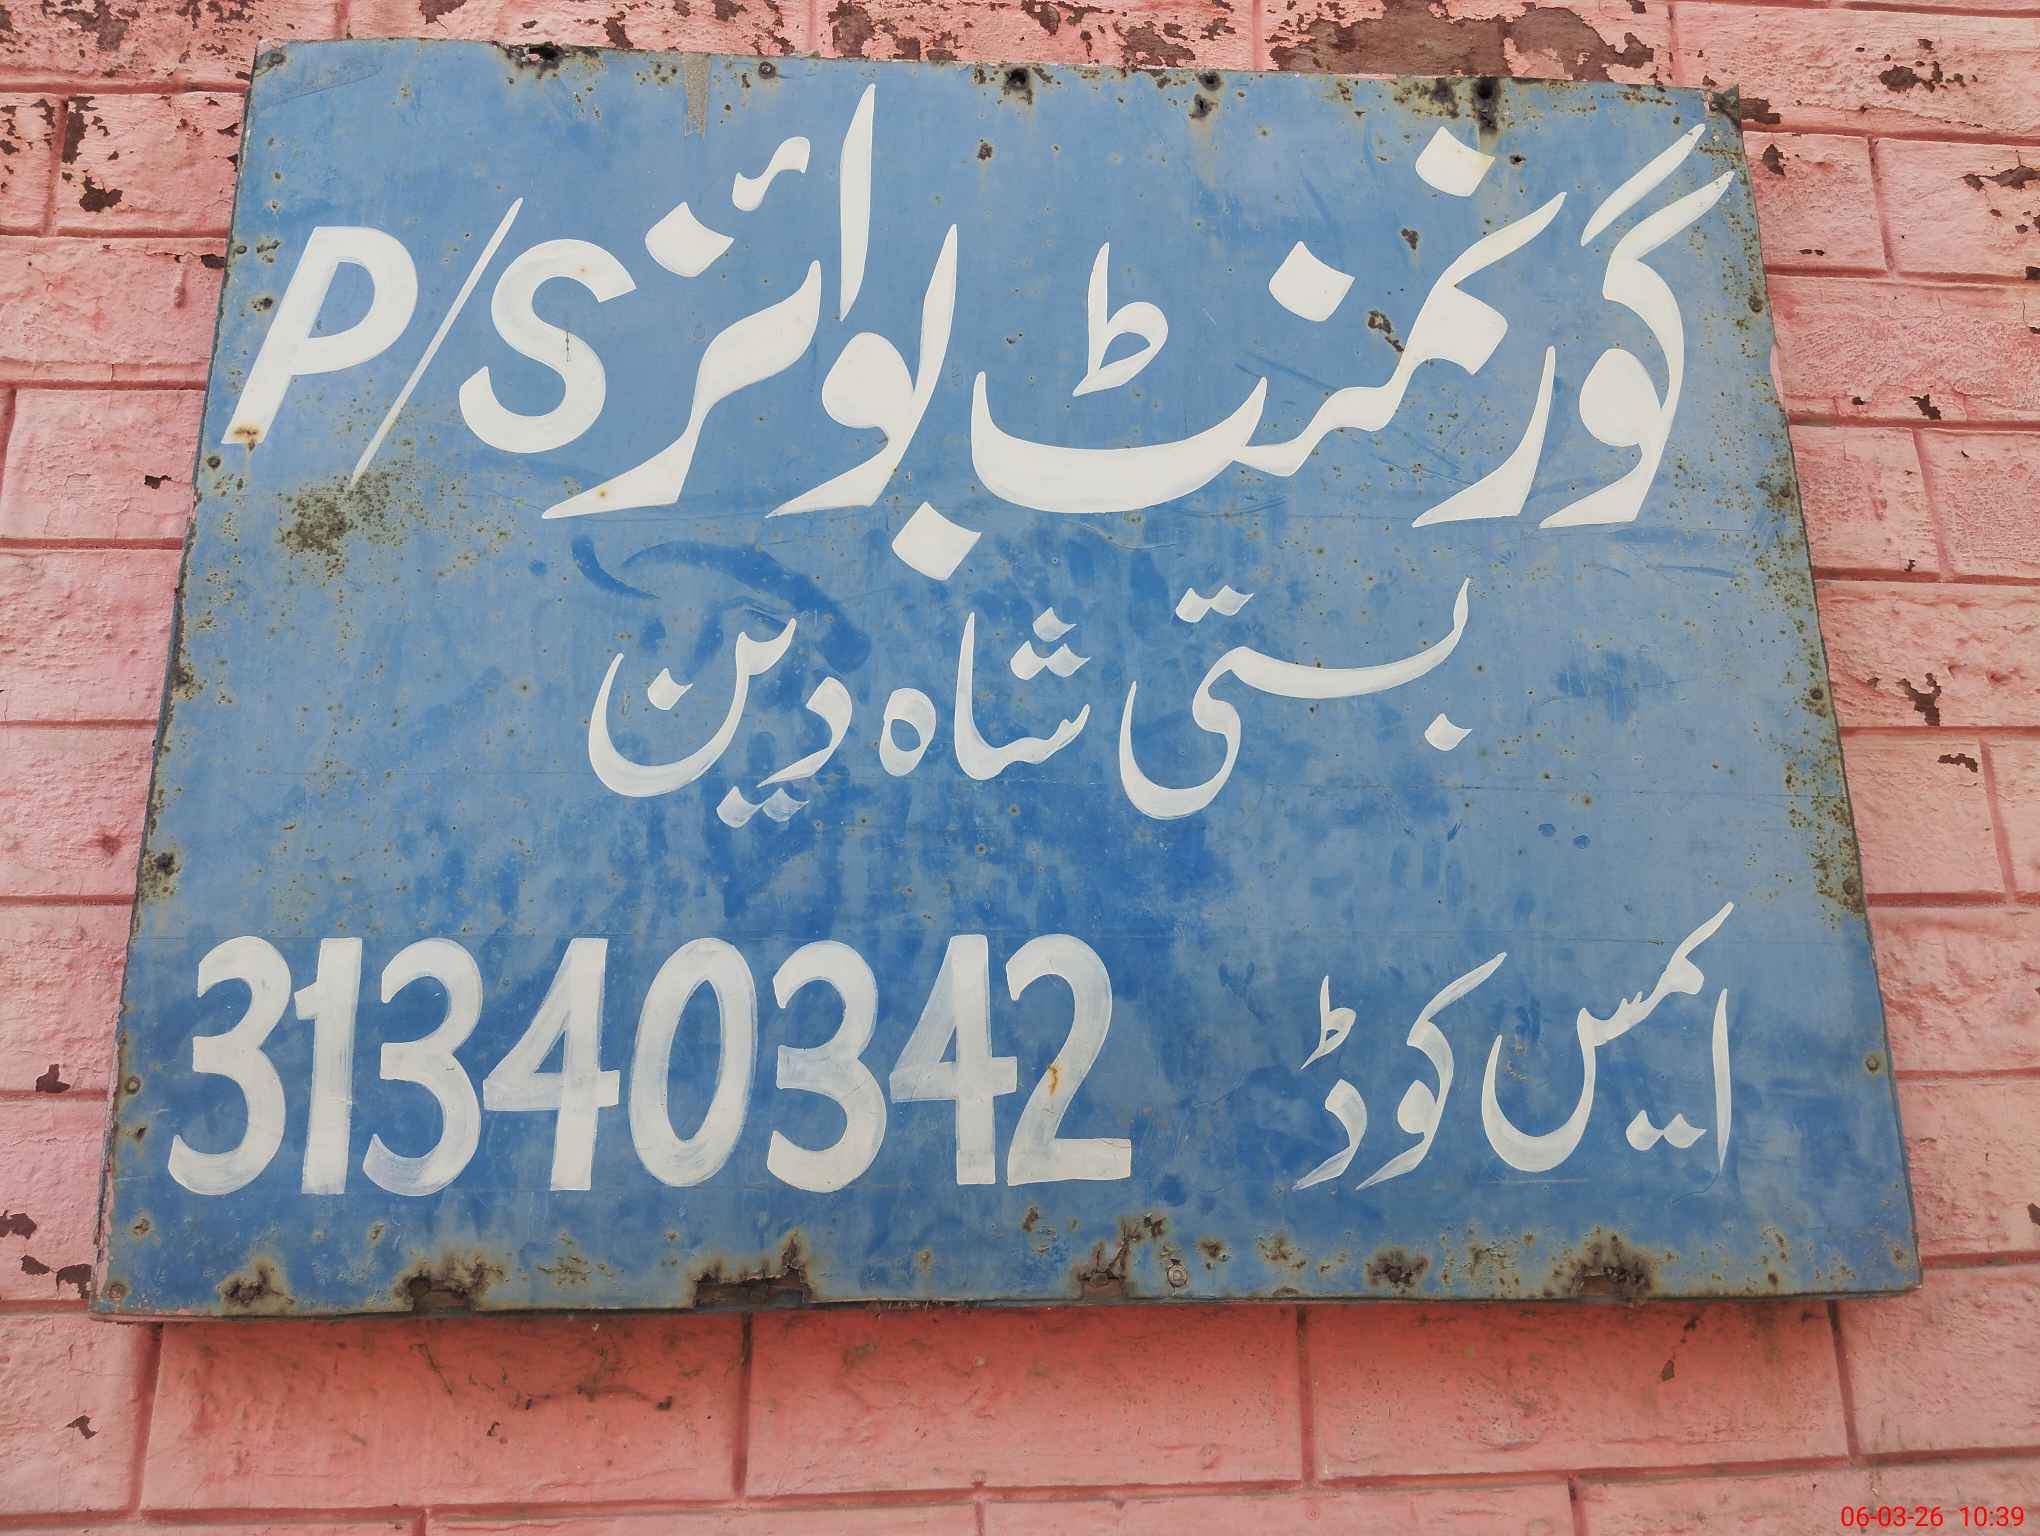 گورنمنٹ بوائز P/S
بستی شاہ دین
ایمس کوڈ 31340342
06-03-26 10:39